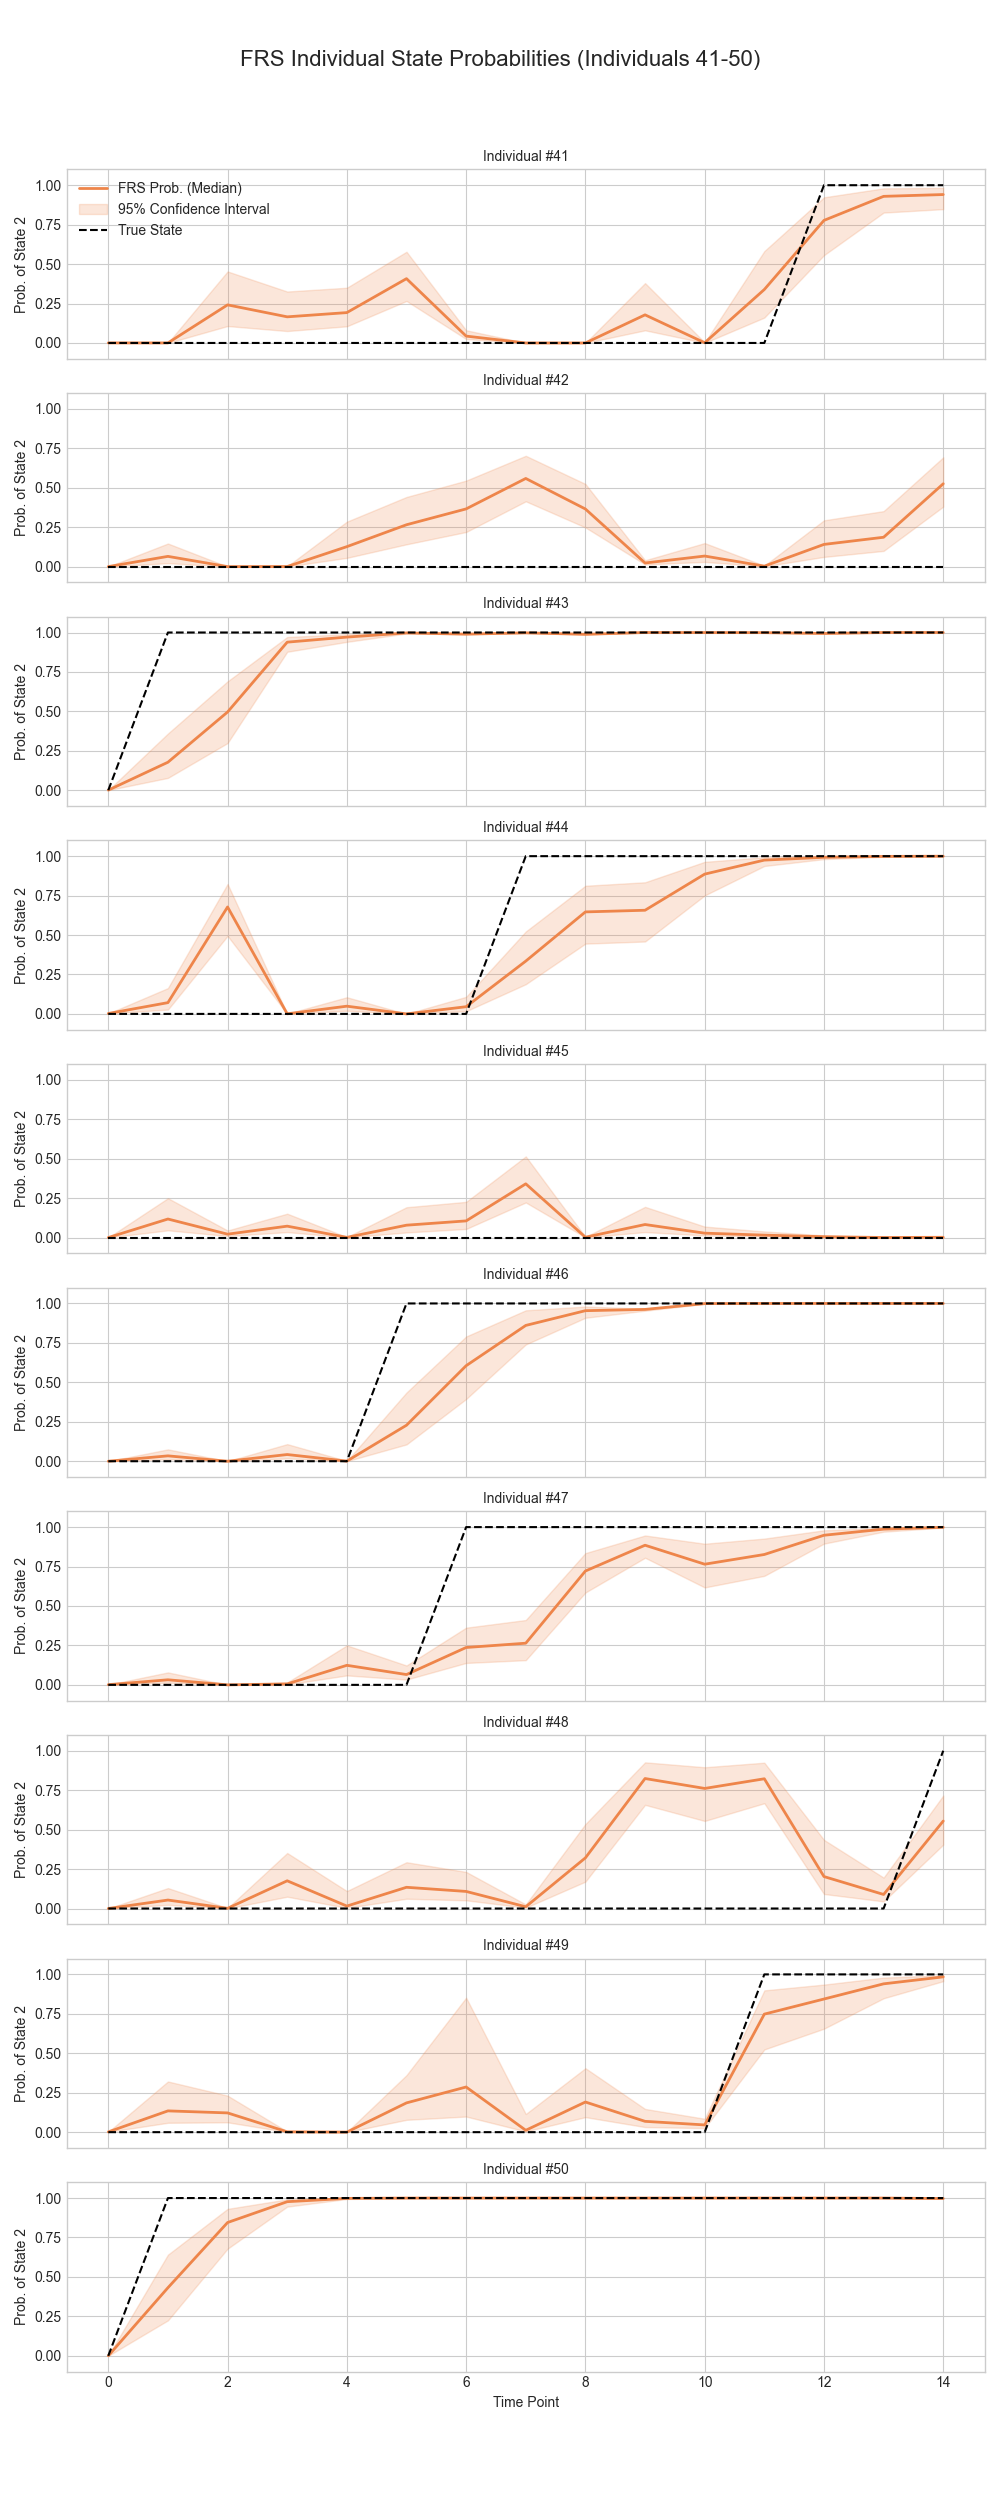 FRS Individual State Probabilities (Individuals 41-50)
Individual #41
FRS Prob. (Median)
95% Confidence Interval
True State
Prob. of State 2
1.00
0.75
0.50
0.25
0.00
Individual #42
Prob. of State 2
1.00
0.75
0.50
0.25
0.00
Individual #43
Prob. of State 2
1.00
0.75
0.50
0.25
0.00
Individual #44
Prob. of State 2
1.00
0.75
0.50
0.25
0.00
Individual #45
Prob. of State 2
1.00
0.75
0.50
0.25
0.00
Individual #46
Prob. of State 2
1.00
0.75
0.50
0.25
0.00
Individual #47
Prob. of State 2
1.00
0.75
0.50
0.25
0.00
Individual #48
Prob. of State 2
1.00
0.75
0.50
0.25
0.00
Individual #49
Prob. of State 2
1.00
0.75
0.50
0.25
0.00
Individual #50
Prob. of State 2
1.00
0.75
0.50
0.25
0.00
0 2 4 6 8 10 12 14
Time Point